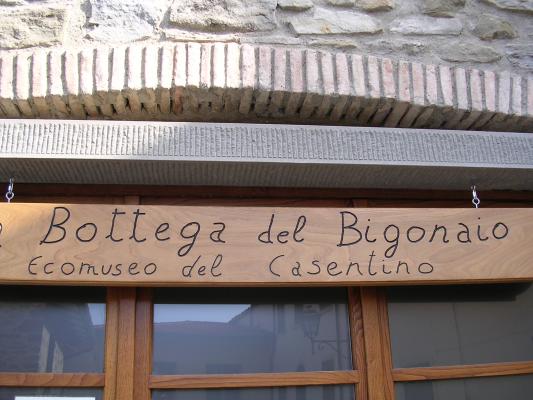 a Bottega del Bigonaio
Ecomuseo del Casentino